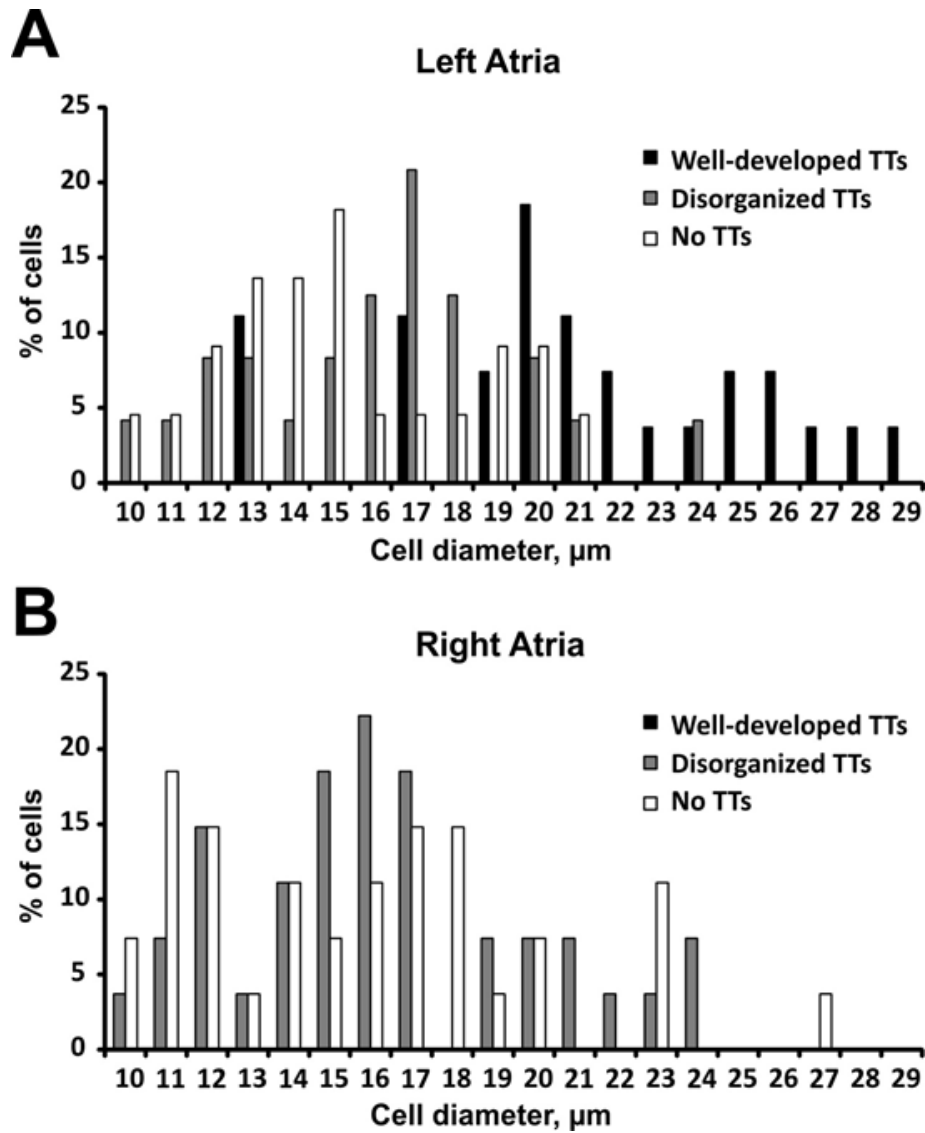 A
Left Atria
25
20
15
10
5
0
% of cells
Well-developed TTs
Disorganized TTs
No TTs
10 11 12 13 14 15 16 17 18 19 20 21 22 23 24 25 26 27 28 29
Cell diameter, μm
B
Right Atria
25
20
15
10
5
0
% of cells
Well-developed TTs
Disorganized TTs
No TTs
10 11 12 13 14 15 16 17 18 19 20 21 22 23 24 25 26 27 28 29
Cell diameter, μm